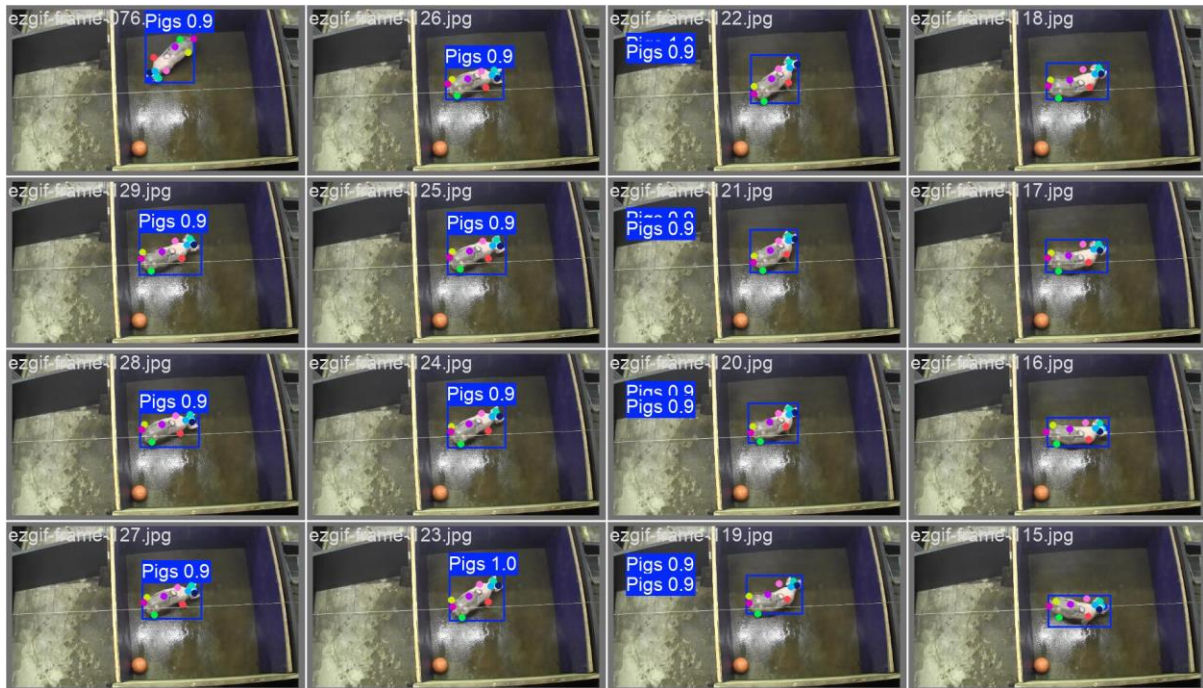 ezgif-frame-076.
Pigs 0.9
ezgif-frame-126.jpg
Pigs 0.9
ezgif-frame-122.jpg
Pigs 0.9
ezgif-frame-118.jpg
ezgif-frame-129.jpg
Pigs 0.9
ezgif-frame-125.jpg
Pigs 0.9
ezgif-frame-121.jpg
Pigs 0.9
Pigs 0.9
ezgif-frame-117.jpg
ezgif-frame-128.jpg
Pigs 0.9
ezgif-frame-124.jpg
Pigs 0.9
ezgif-frame-120.jpg
Pigs 0.9
Pigs 0.9
ezgif-frame-116.jpg
ezgif-frame-127.jpg
Pigs 0.9
ezgif-frame-123.jpg
Pigs 1.0
ezgif-frame-119.jpg
Pigs 0.9
Pigs 0.9
ezgif-frame-115.jpg